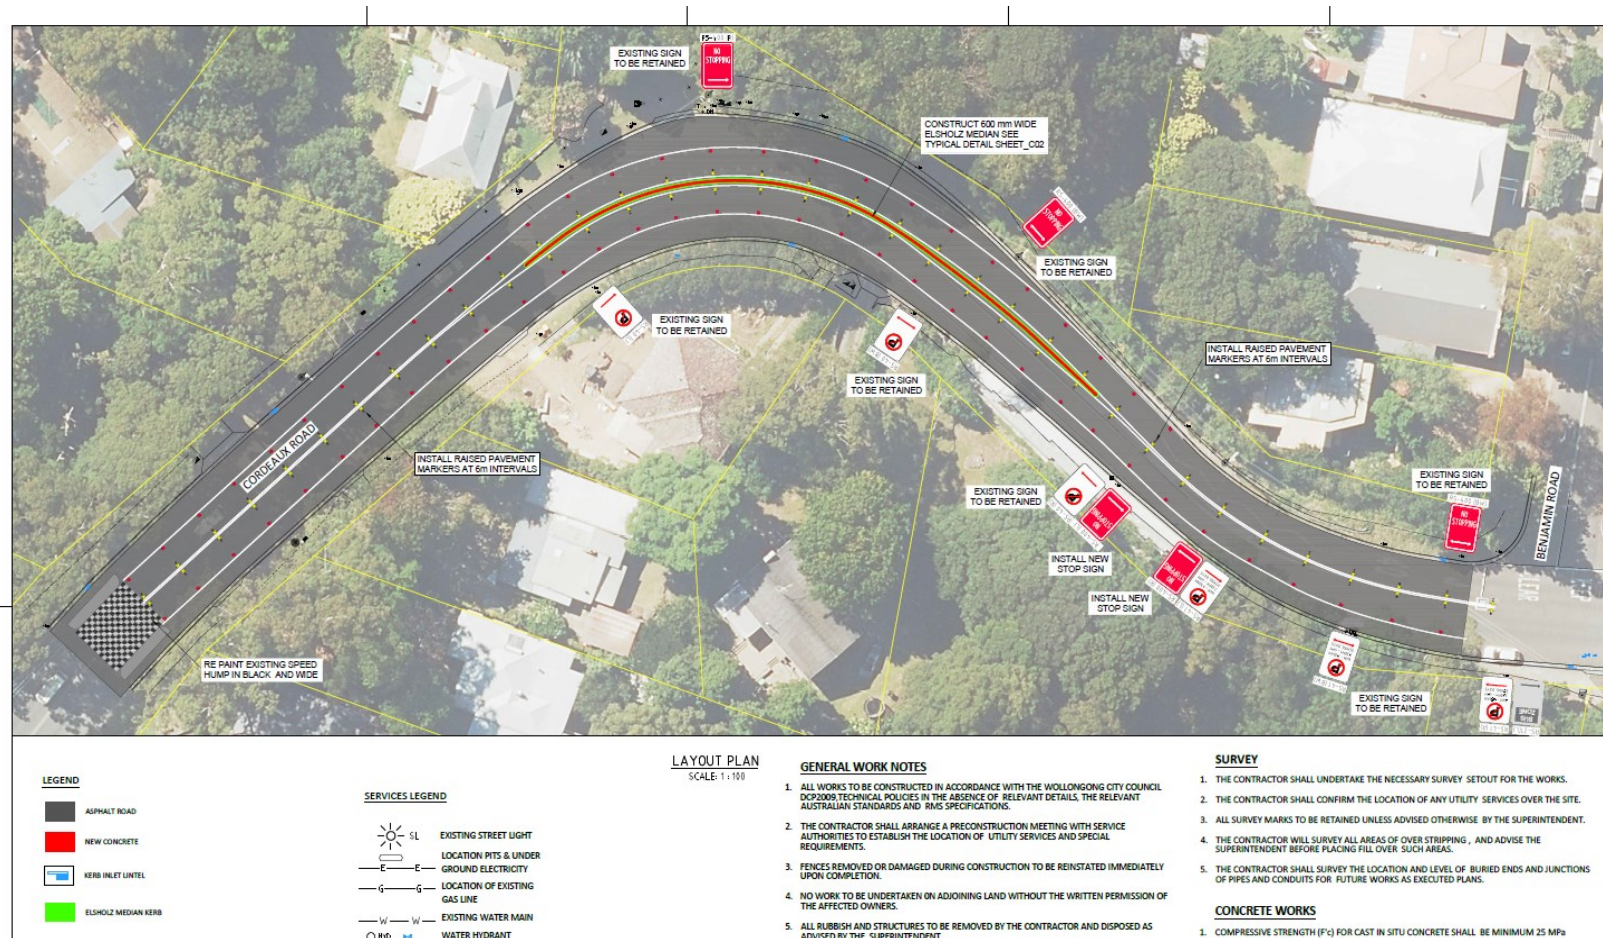 R5-400 R
NO
STOPPING
EXISTING SIGN
TO BE RETAINED
CONSTRUCT 600 mm WIDE
ELSHOLZ MEDIAN SEE
TYPICAL DETAIL SHEET_C02
NO
STOPPING
EXISTING SIGN
TO BE RETAINED
EXISTING SIGN
TO BE RETAINED
P
EXISTING SIGN
TO BE RETAINED
P
INSTALL RAISED PAVEMENT
MARKERS AT 6m INTERVALS
CORDEAUX ROAD
INSTALL RAISED PAVEMENT
MARKERS AT 6m INTERVALS
EXISTING SIGN
TO BE RETAINED
P
NO
STOPPING
INSTALL NEW
STOP SIGN
NO
STOPPING
P
INSTALL NEW
STOP SIGN
EXISTING SIGN
TO BE RETAINED
NO
STOPPING
BENJAMIN ROAD
P
EXISTING SIGN
TO BE RETAINED
P
BUS
ZONE
RE PAINT EXISTING SPEED
HUMP IN BLACK AND WIDE
LAYOUT PLAN
SCALE: 1 : 100
LEGEND
ASPHALT ROAD
NEW CONCRETE
KERB INLET LINTEL
ELSHOLZ MEDIAN KERB
SERVICES LEGEND
SL EXISTING STREET LIGHT
LOCATION PITS & UNDER
E E GROUND ELECTRICITY
G G LOCATION OF EXISTING
GAS LINE
W W EXISTING WATER MAIN
HYD WATER HYDRANT
GENERAL WORK NOTES
1. ALL WORKS TO BE CONSTRUCTED IN ACCORDANCE WITH THE WOLLONGONG CITY COUNCIL
DCP2009,TECHNICAL POLICIES IN THE ABSENCE OF RELEVANT DETAILS, THE RELEVANT
AUSTRALIAN STANDARDS AND RMS SPECIFICATIONS.
2. THE CONTRACTOR SHALL ARRANGE A PRECONSTRUCTION MEETING WITH SERVICE
AUTHORITIES TO ESTABLISH THE LOCATION OF UTILITY SERVICES AND SPECIAL
REQUIREMENTS.
3. FENCES REMOVED OR DAMAGED DURING CONSTRUCTION TO BE REINSTATED IMMEDIATELY
UPON COMPLETION.
4. NO WORK TO BE UNDERTAKEN ON ADJOINING LAND WITHOUT THE WRITTEN PERMISSION OF
THE AFFECTED OWNERS.
5. ALL RUBBISH AND STRUCTURES TO BE REMOVED BY THE CONTRACTOR AND DISPOSED AS
ADVISED BY THE SUPERINTENDENT
SURVEY
1. THE CONTRACTOR SHALL UNDERTAKE THE NECESSARY SURVEY SETOUT FOR THE WORKS.
2. THE CONTRACTOR SHALL CONFIRM THE LOCATION OF ANY UTILITY SERVICES OVER THE SITE.
3. ALL SURVEY MARKS TO BE RETAINED UNLESS ADVISED OTHERWISE BY THE SUPERINTENDENT.
4. THE CONTRACTOR WILL SURVEY ALL AREAS OF OVER STRIPPING , AND ADVISE THE
SUPERINTENDENT BEFORE PLACING FILL OVER SUCH AREAS.
5. THE CONTRACTOR SHALL SURVEY THE LOCATION AND LEVEL OF BURIED ENDS AND JUNCTIONS
OF PIPES AND CONDUITS FOR FUTURE WORKS AS EXECUTED PLANS.
CONCRETE WORKS
1. COMPRESSIVE STRENGTH (F'c) FOR CAST IN SITU CONCRETE SHALL BE MINIMUM 25 MPa